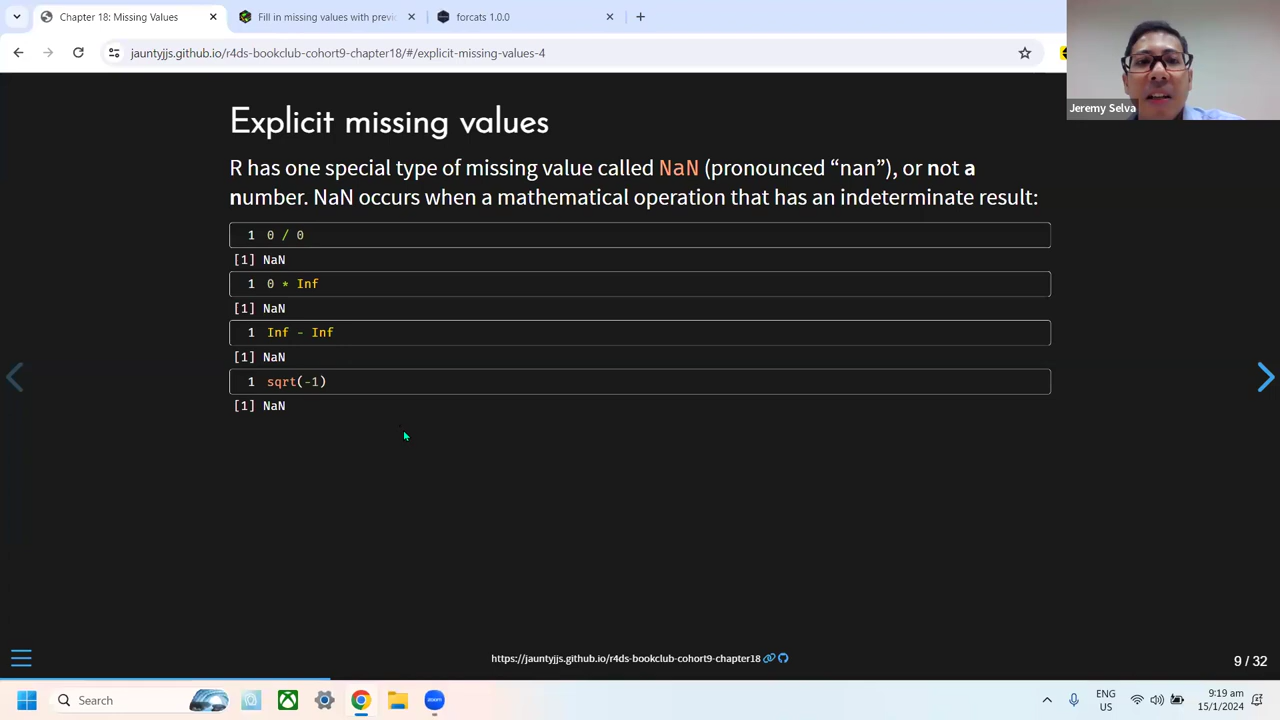 Chapter 18: Missing Values
Fill in missing values with previ
forcats 1.0.0
jauntyjjs.github.io/r4ds-bookclub-cohort9-chapter18/#/explicit-missing-values-4
Jeremy Selva
Explicit missing values
R has one special type of missing value called NaN (pronounced “nan”), or not a
number. NaN occurs when a mathematical operation that has an indeterminate result:
1 0 / 0
[1] NaN
1 0 * Inf
[1] NaN
1 Inf - Inf
[1] NaN
1 sqrt(-1)
[1] NaN
https://jauntyjjs.github.io/r4ds-bookclub-cohort9-chapter18
9 / 32
Search
zoom
ENG
US
9:19 am
15/1/2024